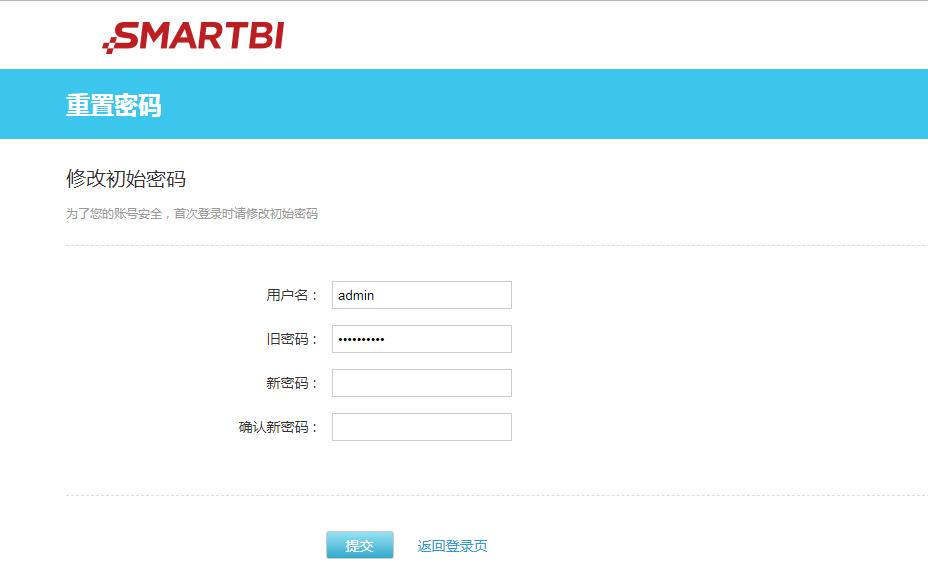 SMARTBI
重置密码
修改初始密码
为了您的账号安全，首次登录时请修改初始密码
用户名： admin
旧密码： ••••••••••
新密码：
确认新密码：
提交 返回登录页